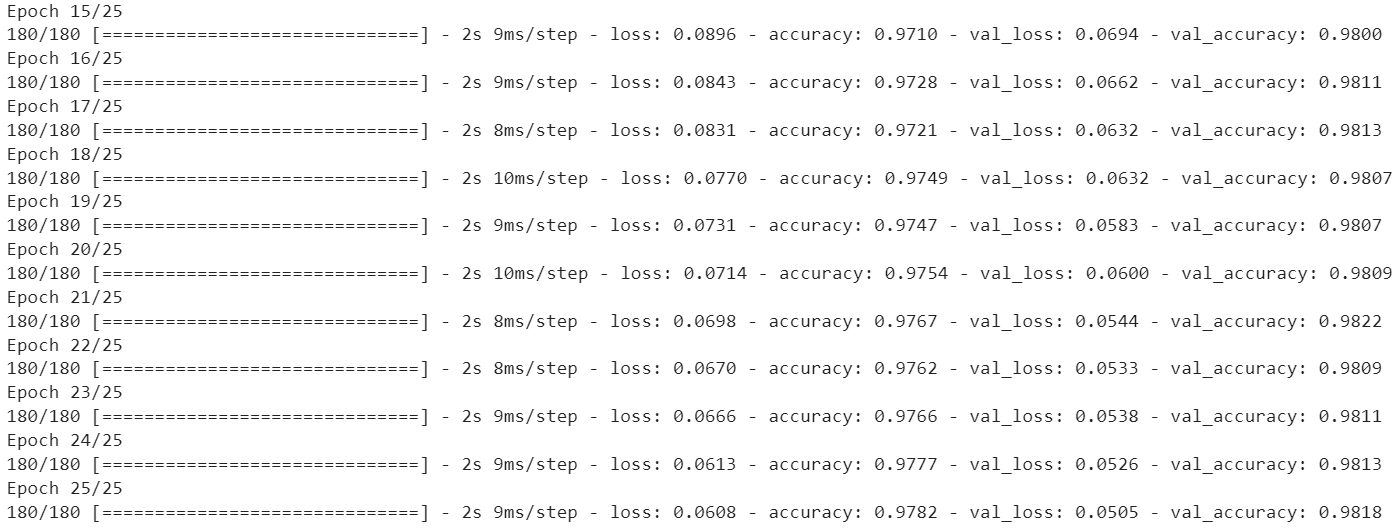 Epoch 15/25
180/180 [==============================] - 2s 9ms/step - loss: 0.0896 - accuracy: 0.9710 - val_loss: 0.0694 - val_accuracy: 0.9800
Epoch 16/25
180/180 [==============================] - 2s 9ms/step - loss: 0.0843 - accuracy: 0.9728 - val_loss: 0.0662 - val_accuracy: 0.9811
Epoch 17/25
180/180 [==============================] - 2s 8ms/step - loss: 0.0831 - accuracy: 0.9721 - val_loss: 0.0632 - val_accuracy: 0.9813
Epoch 18/25
180/180 [==============================] - 2s 10ms/step - loss: 0.0770 - accuracy: 0.9749 - val_loss: 0.0632 - val_accuracy: 0.9807
Epoch 19/25
180/180 [==============================] - 2s 9ms/step - loss: 0.0731 - accuracy: 0.9747 - val_loss: 0.0583 - val_accuracy: 0.9807
Epoch 20/25
180/180 [==============================] - 2s 10ms/step - loss: 0.0714 - accuracy: 0.9754 - val_loss: 0.0600 - val_accuracy: 0.9809
Epoch 21/25
180/180 [==============================] - 2s 8ms/step - loss: 0.0698 - accuracy: 0.9767 - val_loss: 0.0544 - val_accuracy: 0.9822
Epoch 22/25
180/180 [==============================] - 2s 8ms/step - loss: 0.0670 - accuracy: 0.9762 - val_loss: 0.0533 - val_accuracy: 0.9809
Epoch 23/25
180/180 [==============================] - 2s 9ms/step - loss: 0.0666 - accuracy: 0.9766 - val_loss: 0.0538 - val_accuracy: 0.9811
Epoch 24/25
180/180 [==============================] - 2s 9ms/step - loss: 0.0613 - accuracy: 0.9777 - val_loss: 0.0526 - val_accuracy: 0.9813
Epoch 25/25
180/180 [==============================] - 2s 9ms/step - loss: 0.0608 - accuracy: 0.9782 - val_loss: 0.0505 - val_accuracy: 0.9818